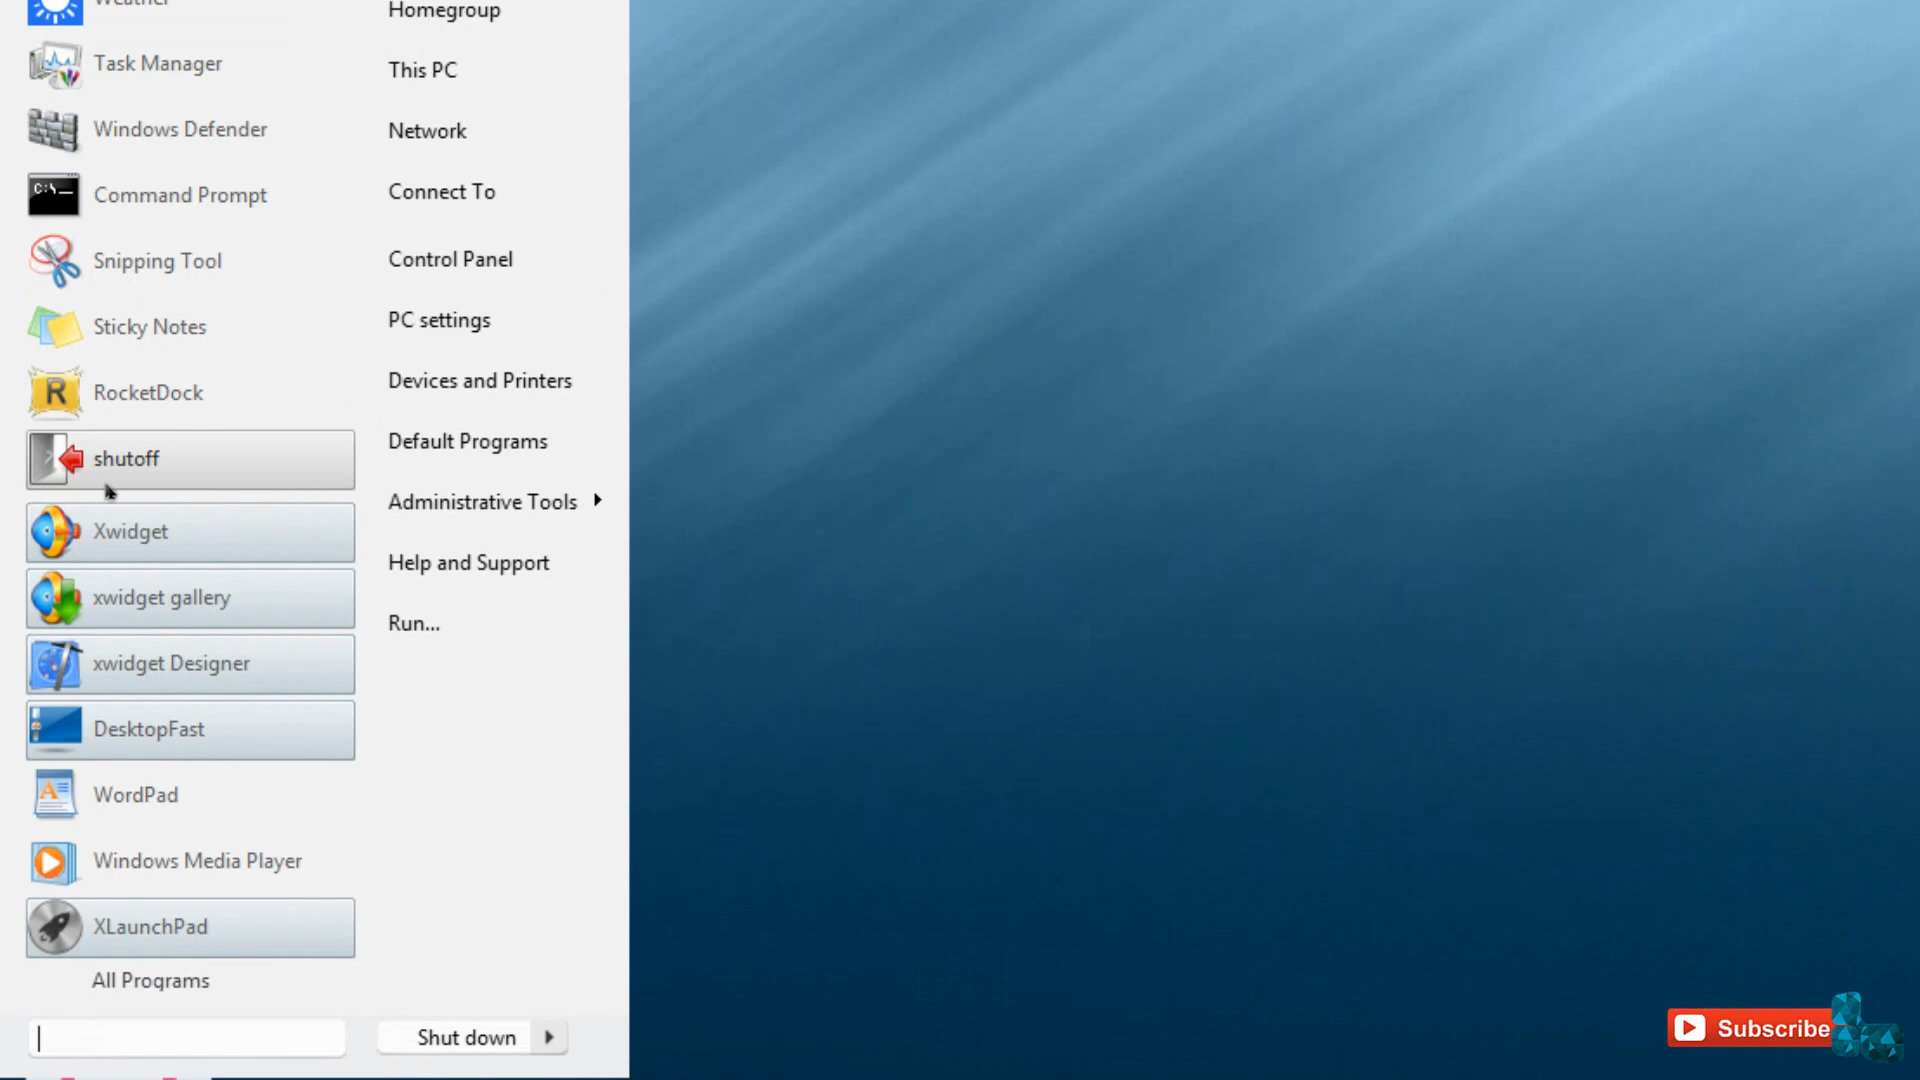 Weather
Task Manager
Windows Defender
Command Prompt
C:\
Snipping Tool
Sticky Notes
R
RocketDock
shutoff
Xwidget
xwidget gallery
xwidget Designer
DesktopFast
A
WordPad
Windows Media Player
XLaunchPad
All Programs
Homegroup
This PC
Network
Connect To
Control Panel
PC settings
Devices and Printers
Default Programs
Administrative Tools
Help and Support
Run...
Shut down
Subscribe